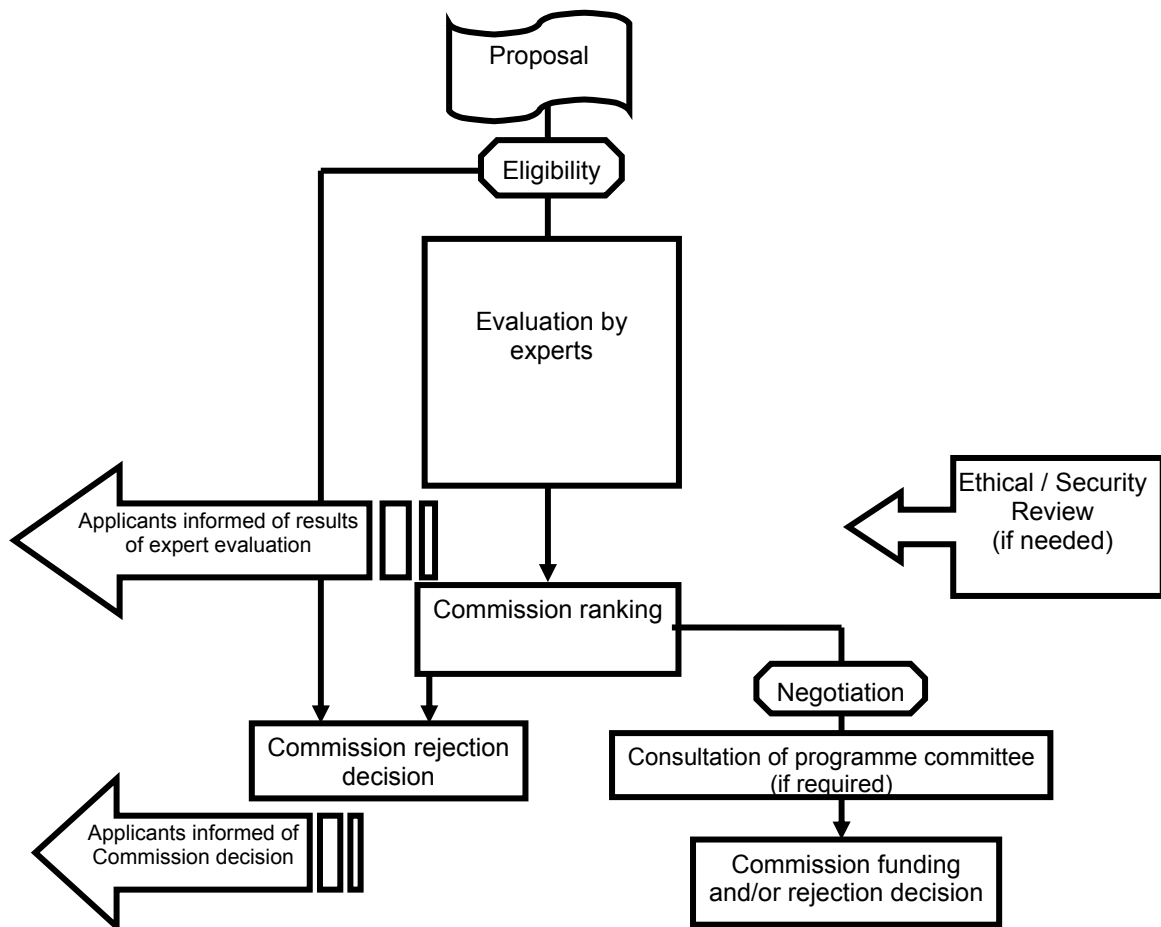 Proposal
Eligibility
Evaluation by
experts
Applicants informed of results
of expert evaluation
Ethical / Security
Review
(if needed)
Commission ranking
Negotiation
Commission rejection
decision
Consultation of programme committee
(if required)
Applicants informed of
Commission decision
Commission funding
and/or rejection decision